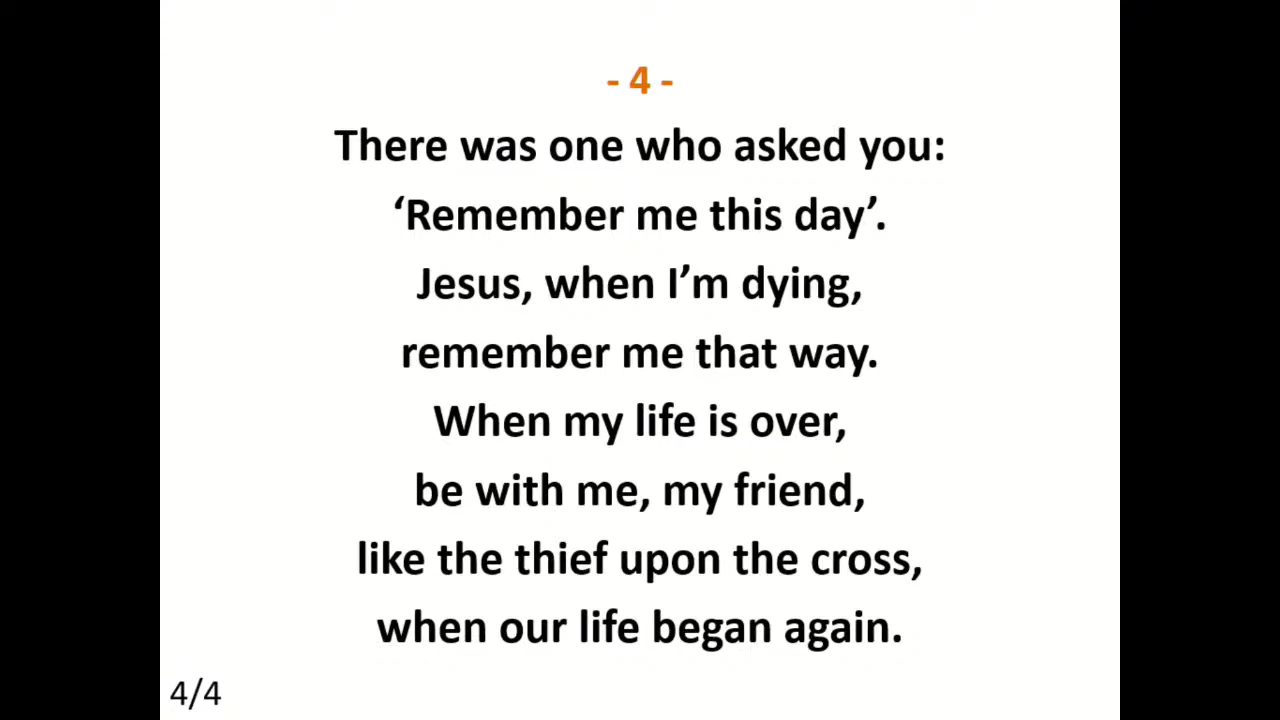 - 4 -
There was one who asked you:
‘Remember me this day’.
Jesus, when I’m dying,
remember me that way.
When my life is over,
be with me, my friend,
like the thief upon the cross,
when our life began again.
4/4